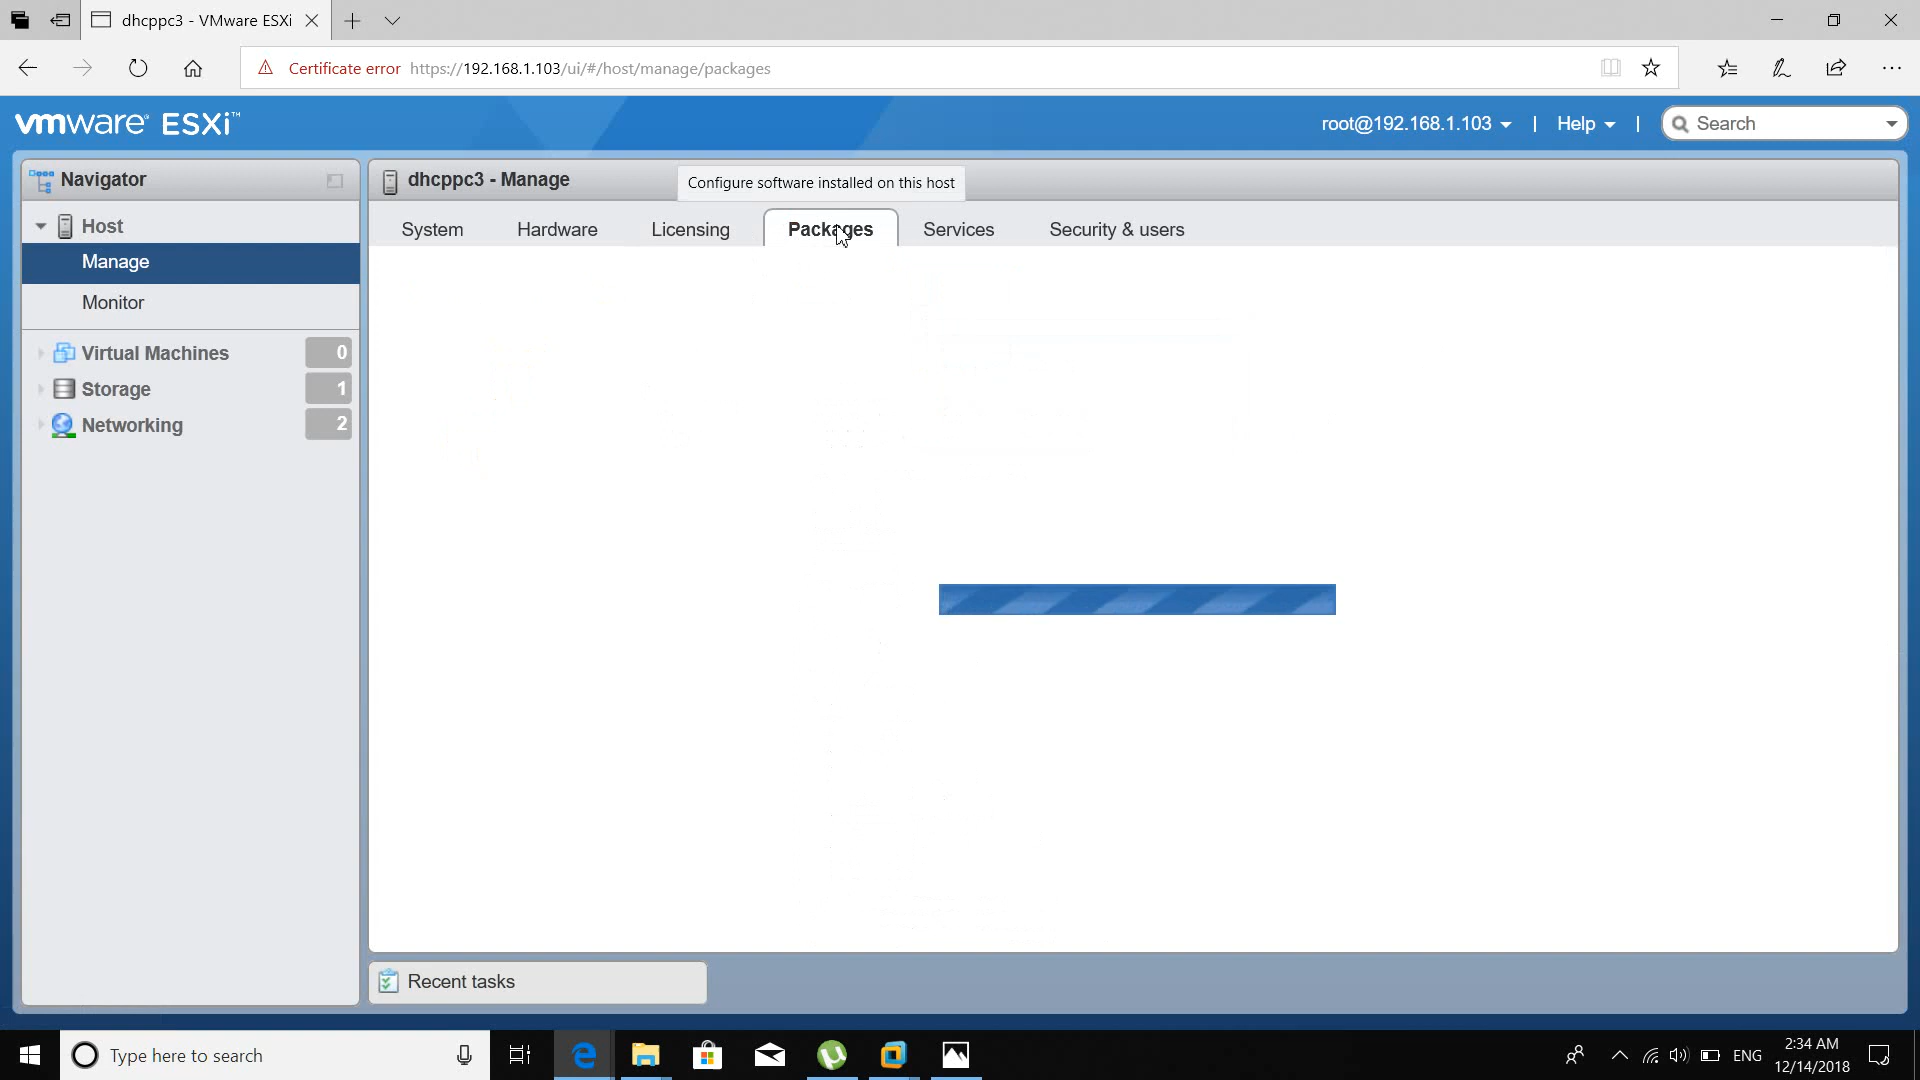 dhcppc3 - VMware ESXi
Certificate error https://192.168.1.103/ui/#/host/manage/packages
vmware® ESXi™
root@192.168.1.103 | Help | Search
Navigator
dhcppc3 - Manage
Configure software installed on this host
Host
Manage
Monitor
Virtual Machines 0
Storage 1
Networking 2
System Hardware Licensing Packages Services Security & users
Recent tasks
Type here to search
ENG
2:34 AM
12/14/2018